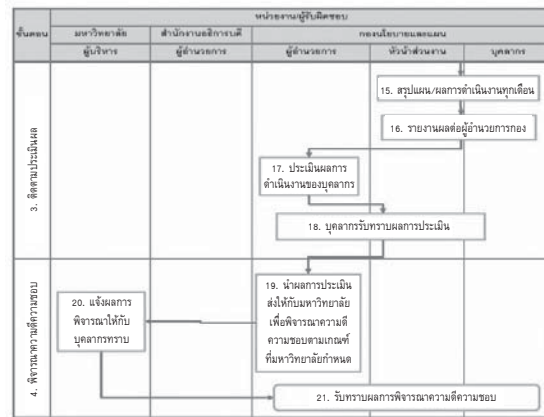 หน่วยงาน/ผู้รับผิดชอบ
ขั้นตอน
มหาวิทยาลัย
สำนักงานอธิการบดี
กองนโยบายและแผน
ผู้บริหาร
ผู้อำนวยการ
ผู้อำนวยการ
หัวหน้าส่วนงาน
บุคลากร
3. ติดตามประเมินผล
15. สรุปแผน/ผลการดำเนินงานทุกเดือน
16. รายงานผลต่อผู้อำนวยการกอง
17. ประเมินผลการ
ดำเนินงานของบุคลากร
18. บุคลากรรับทราบผลการประเมิน
4. พิจารณาความดีความชอบ
19. นำผลการประเมิน
ส่งให้กับมหาวิทยาลัย
เพื่อพิจารณาความดี
ความชอบตามเกณฑ์
ที่มหาวิทยาลัยกำหนด
20. แจ้งผลการ
พิจารณาให้กับ
บุคลากรทราบ
21. รับทราบผลการพิจารณาความดีความชอบ